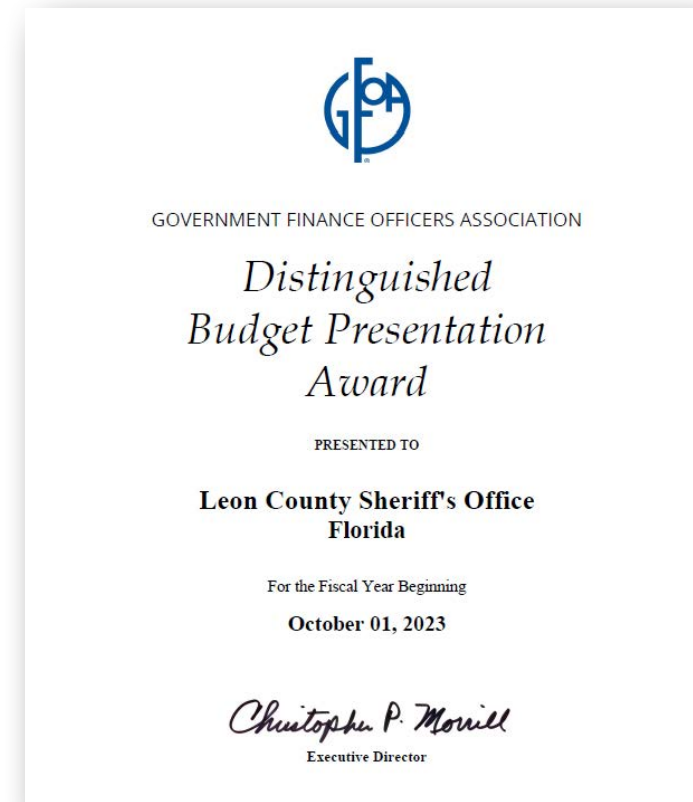 GFOA
GOVERNMENT FINANCE OFFICERS ASSOCIATION
Distinguished
Budget Presentation
Award
PRESENTED TO
Leon County Sheriff's Office
Florida
For the Fiscal Year Beginning
October 01, 2023
Christopher P. Morrill
Executive Director